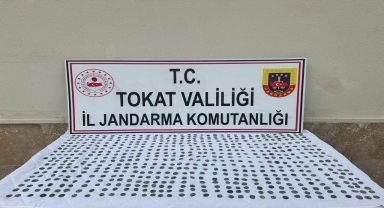 T.C.
TOKAT VALİLİĞİ
İL JANDARMA KOMUTANLIĞI